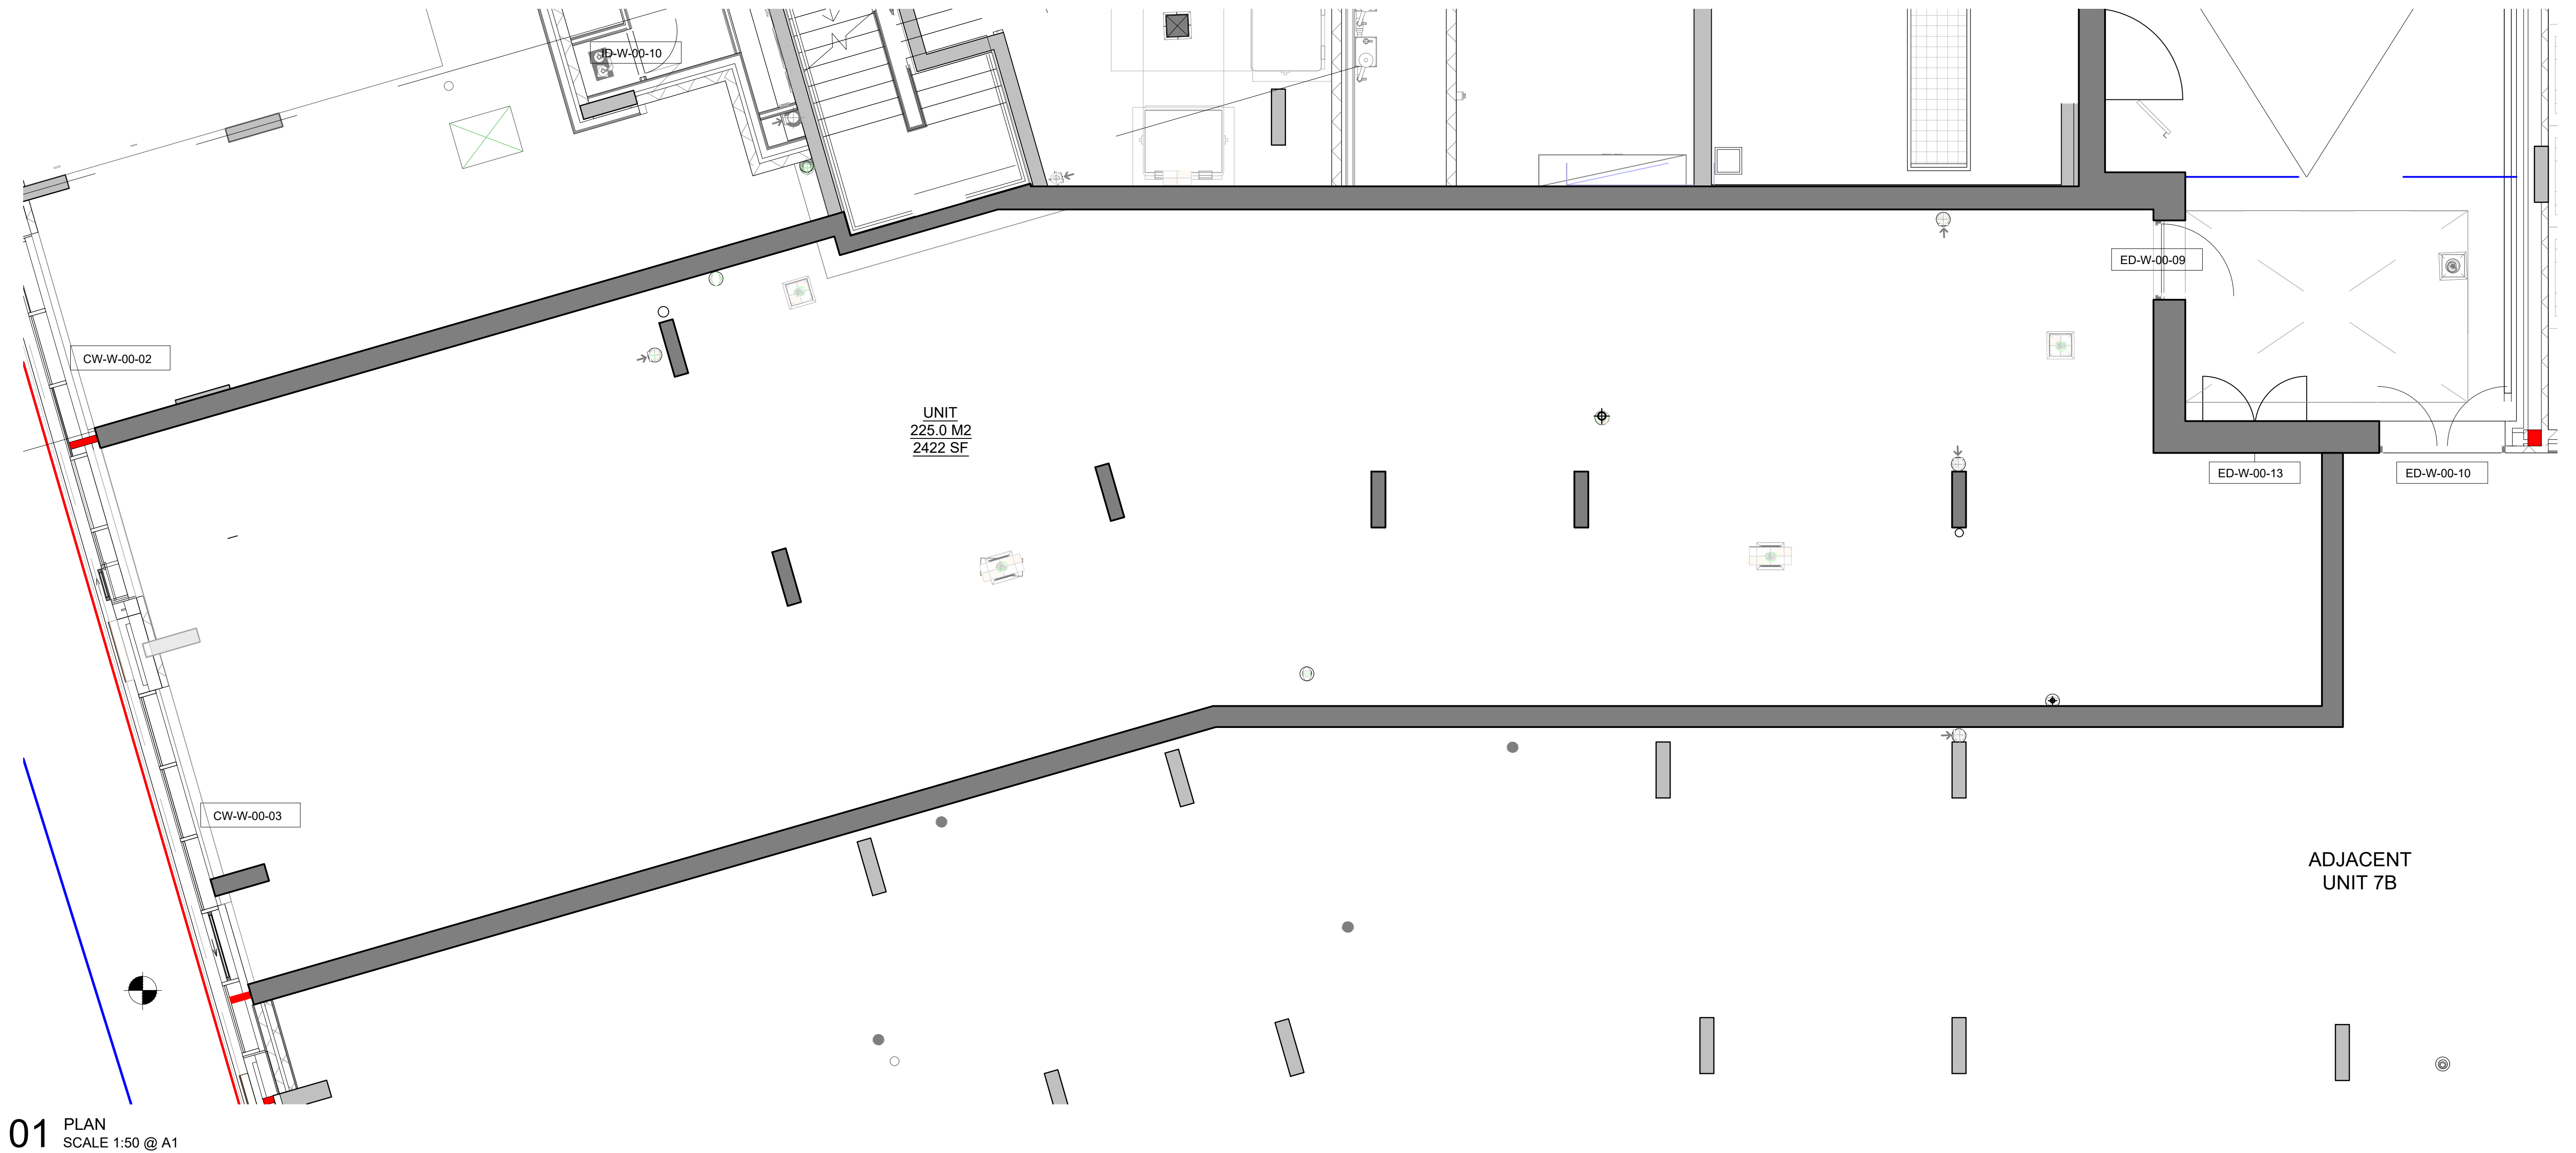 ID-W-00-10
ED-W-00-09
CW-W-00-02
UNIT
225.0 M2
2422 SF
ED-W-00-13
ED-W-00-10
CW-W-00-03
ADJACENT
UNIT 7B
01
PLAN
SCALE 1:50 @ A1